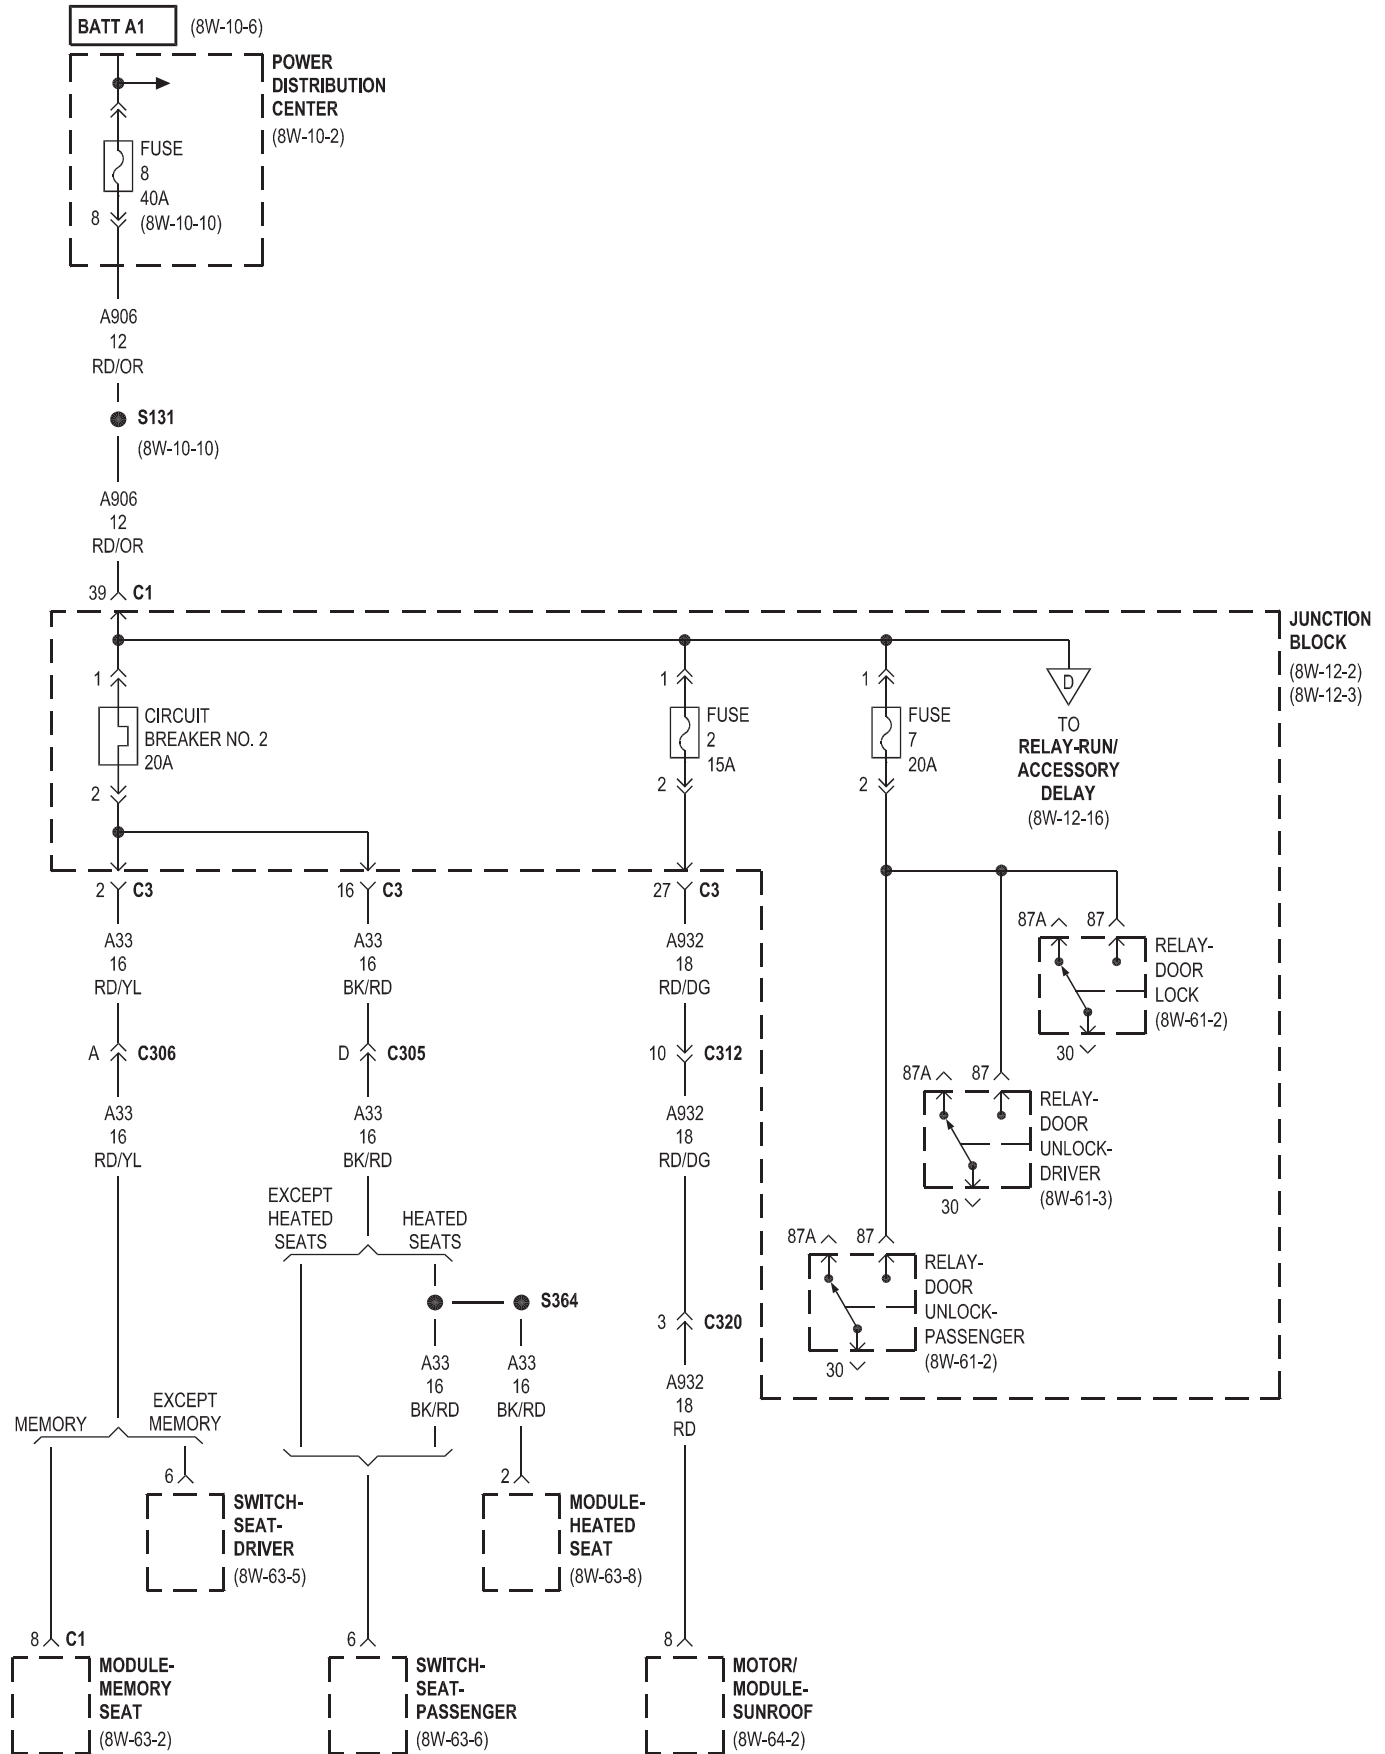 BATT A1 (8W-10-6)
POWER
DISTRIBUTION
CENTER
(8W-10-2)
FUSE
8
40A
8 (8W-10-10)
A906
12
RD/OR
S131
(8W-10-10)
A906
12
RD/OR
39 C1
JUNCTION
BLOCK
(8W-12-2)
(8W-12-3)
1
CIRCUIT
BREAKER NO. 2
20A
2
1
FUSE
2
15A
2
1
FUSE
7
20A
2
D
TO
RELAY-RUN/
ACCESSORY
DELAY
(8W-12-16)
2 C3
16 C3
27 C3
A33
16
RD/YL
A33
16
BK/RD
A932
18
RD/DG
87A 87
RELAY-
DOOR
LOCK
(8W-61-2)
30
A C306
D C305
10 C312
A33
16
RD/YL
A33
16
BK/RD
A932
18
RD/DG
87A 87
RELAY-
DOOR
UNLOCK-
DRIVER
(8W-61-3)
30
EXCEPT
HEATED
SEATS
HEATED
SEATS
87A 87
RELAY-
DOOR
UNLOCK-
PASSENGER
(8W-61-2)
30
S364
3 C320
A33
16
BK/RD
A33
16
BK/RD
A932
18
RD
MEMORY
EXCEPT
MEMORY
6
SWITCH-
SEAT-
DRIVER
(8W-63-5)
2
MODULE-
HEATED
SEAT
(8W-63-8)
8 C1
MODULE-
MEMORY
SEAT
(8W-63-2)
6
SWITCH-
SEAT-
PASSENGER
(8W-63-6)
8
MOTOR/
MODULE-
SUNROOF
(8W-64-2)